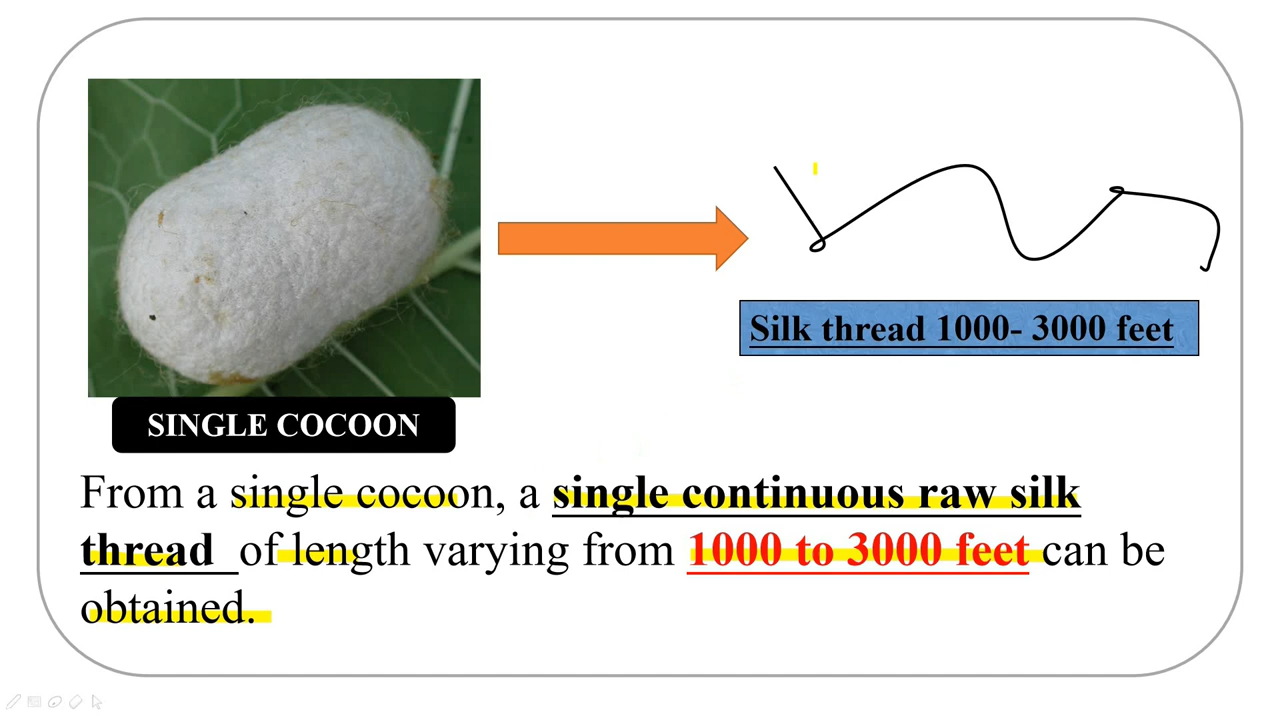 Silk thread 1000- 3000 feet
SINGLE COCOON
From a single cocoon, a single continuous raw silk
thread of length varying from 1000 to 3000 feet can be
obtained.